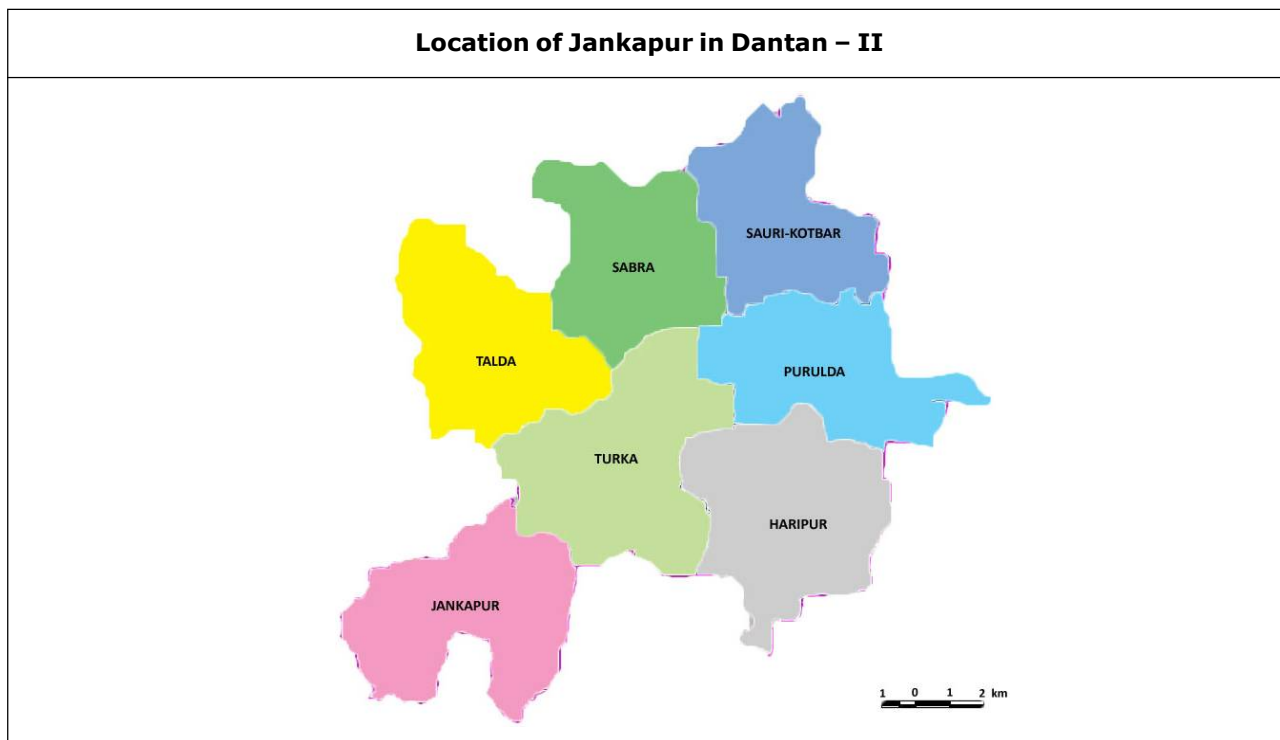 Location of Jankapur in Dantan – II
SAURI-KOTBAR
SABRA
TALDA
PURULDA
TURKA
HARIPUR
JANKAPUR
1 0 1 2 km